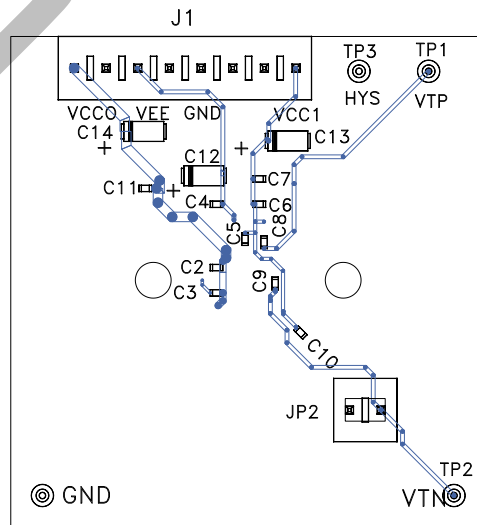 J1
TP3
TP1
HYS
VTP
VCCO VEE GND VCC1
C14
C13
C12
C11
C7
C4
C6
C5
C8
C2
C9
C3
C10
JP2
TP2
GND
VTN